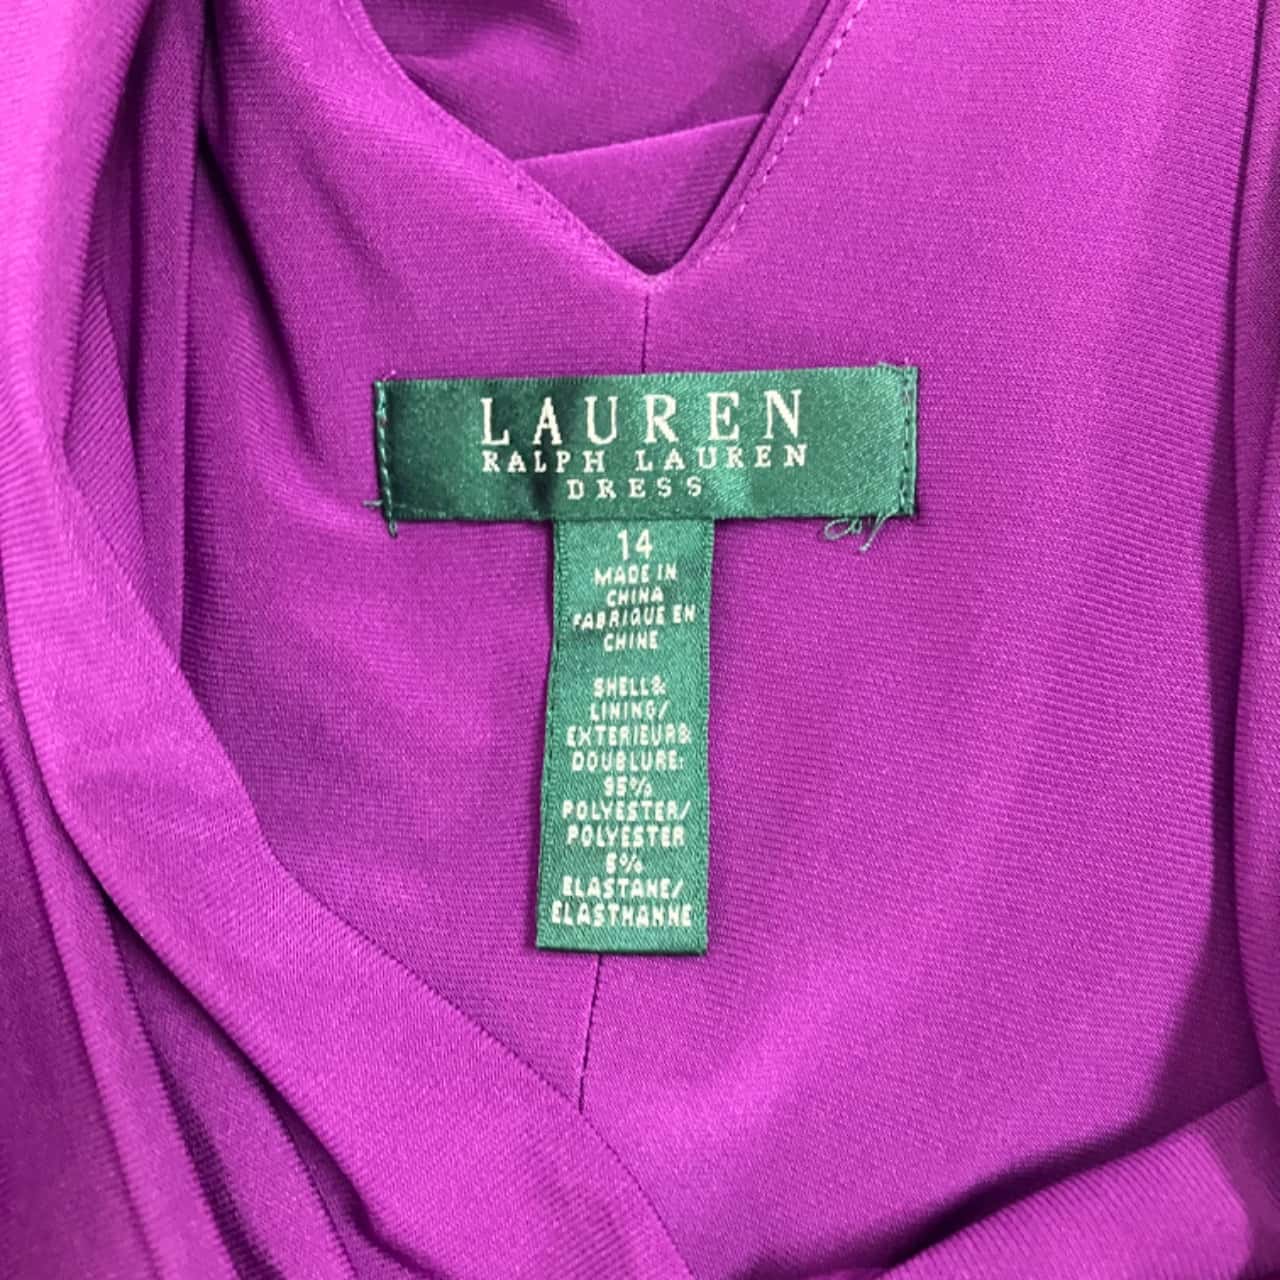 LAUREN
RALPH LAUREN
DRESS
14
MADE IN
CHINA
FABRIQUE EN
CHINE
SHELL&
LINING/
EXTERIEUR&
DOUBLURE:
95%
POLYESTER/
POLYESTER
5%
ELASTANE/
ELASTHANNE